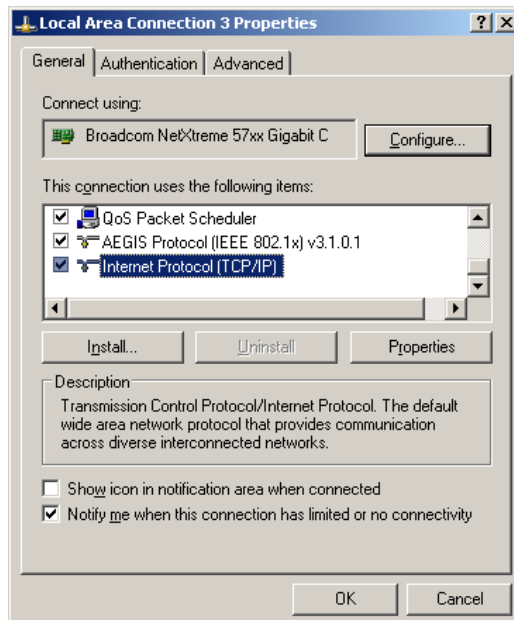 Local Area Connection 3 Properties
General Authentication Advanced
Connect using:
Broadcom NetXtreme 57xx Gigabit C
Configure...
This connection uses the following items:
QoS Packet Scheduler
AEGIS Protocol (IEEE 802.1x) v3.1.0.1
Internet Protocol (TCP/IP)
Install... Uninstall Properties
Description
Transmission Control Protocol/Internet Protocol. The default
wide area network protocol that provides communication
across diverse interconnected networks.
Show icon in notification area when connected
Notify me when this connection has limited or no connectivity
OK Cancel